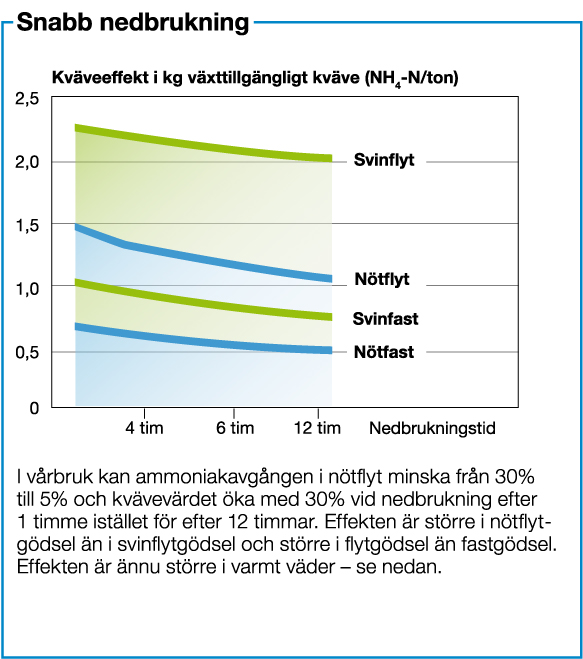 Snabb nedbrukning
Kväveeffekt i kg växttillgängligt kväve (NH₄-N/ton)
2,5
2,0
1,5
1,0
0,5
0
Svinflyt
Nötflyt
Svinfast
Nötfast
4 tim
6 tim
12 tim
Nedbrukningstid
I vårbruk kan ammoniakavgången i nötflyt minska från 30%
till 5% och kvävevärdet öka med 30% vid nedbrukning efter
1 timme istället för efter 12 timmar. Effekten är större i nötflyt-
gödsel än i svinflytgödsel och större i flytgödsel än fastgödsel.
Effekten är ännu större i varmt väder – se nedan.